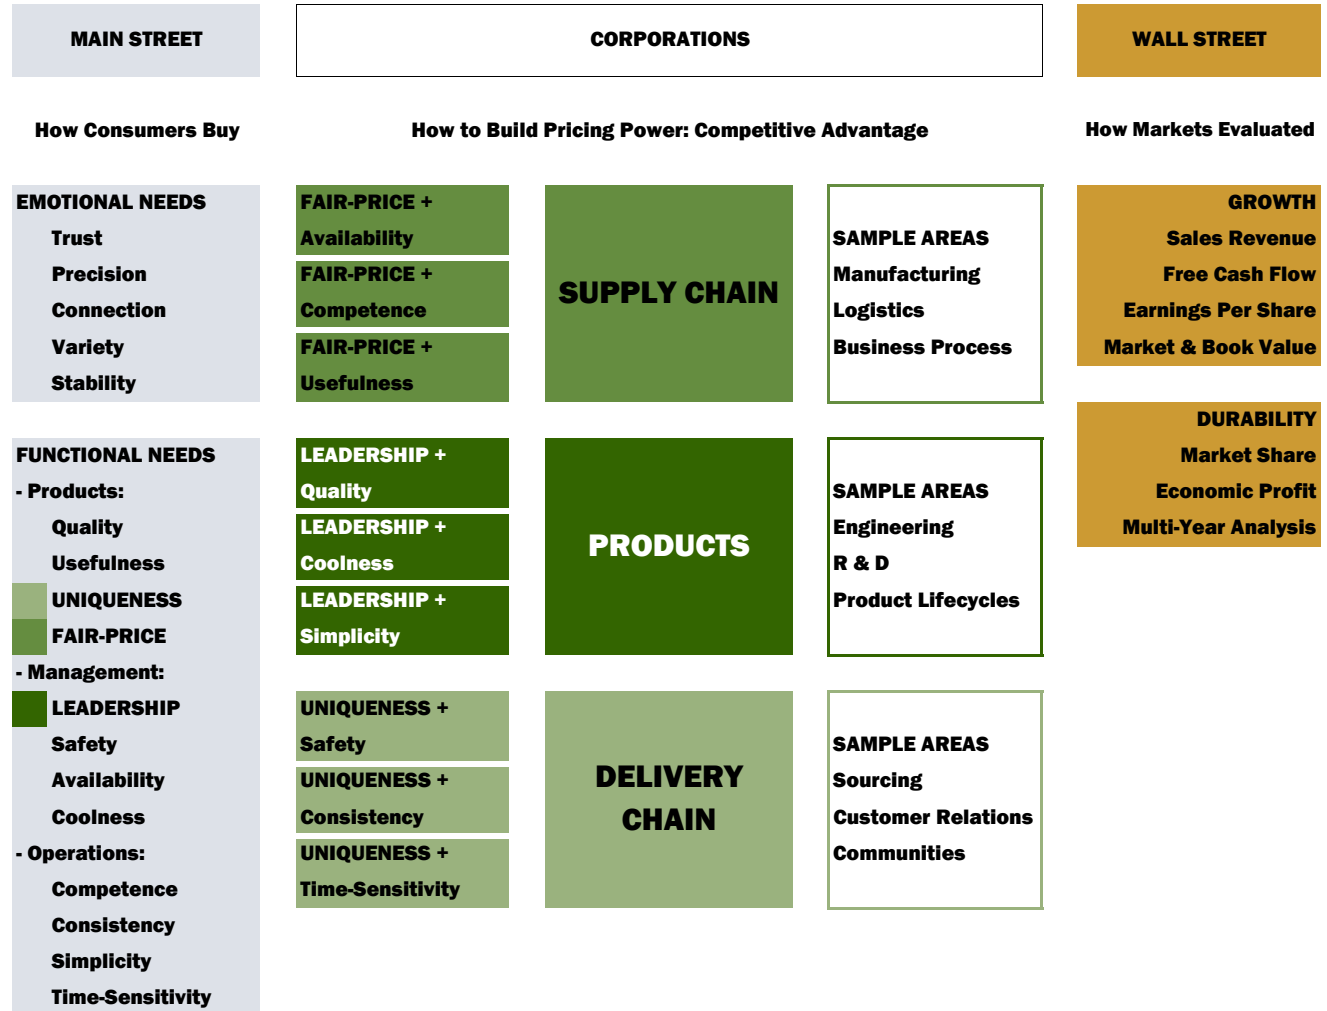 MAIN STREET
CORPORATIONS
WALL STREET
How Consumers Buy
How to Build Pricing Power: Competitive Advantage
How Markets Evaluated
EMOTIONAL NEEDS
Trust
Precision
Connection
Variety
Stability
FUNCTIONAL NEEDS
- Products:
Quality
Usefulness
UNIQUENESS
FAIR-PRICE
- Management:
LEADERSHIP
Safety
Availability
Coolness
- Operations:
Competence
Consistency
Simplicity
Time-Sensitivity
FAIR-PRICE +
Availability
FAIR-PRICE +
Competence
FAIR-PRICE +
Usefulness
SUPPLY CHAIN
SAMPLE AREAS
Manufacturing
Logistics
Business Process
LEADERSHIP +
Quality
LEADERSHIP +
Coolness
LEADERSHIP +
Simplicity
PRODUCTS
SAMPLE AREAS
Engineering
R & D
Product Lifecycles
UNIQUENESS +
Safety
UNIQUENESS +
Consistency
UNIQUENESS +
Time-Sensitivity
DELIVERY
CHAIN
SAMPLE AREAS
Sourcing
Customer Relations
Communities
GROWTH
Sales Revenue
Free Cash Flow
Earnings Per Share
Market & Book Value
DURABILITY
Market Share
Economic Profit
Multi-Year Analysis